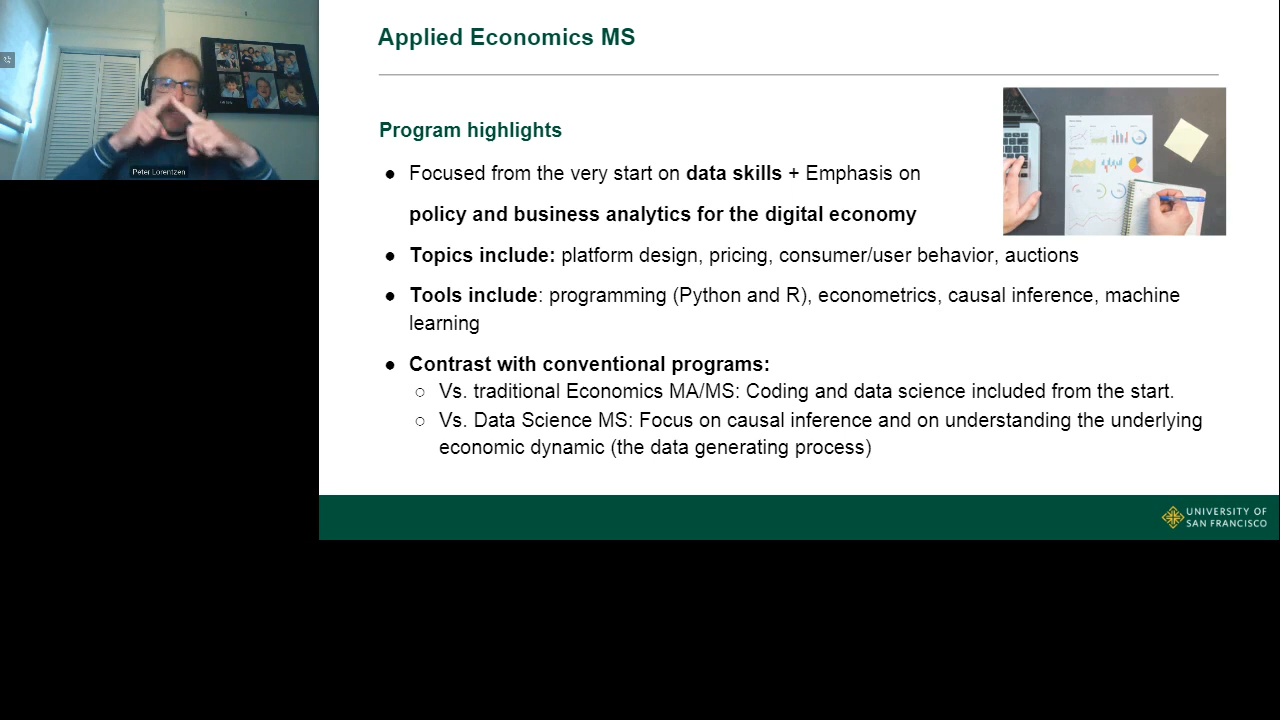 Peter Lorentzen
Applied Economics MS
Program highlights
● Focused from the very start on data skills + Emphasis on
policy and business analytics for the digital economy
● Topics include: platform design, pricing, consumer/user behavior, auctions
● Tools include: programming (Python and R), econometrics, causal inference, machine
learning
● Contrast with conventional programs:
○ Vs. traditional Economics MA/MS: Coding and data science included from the start.
○ Vs. Data Science MS: Focus on causal inference and on understanding the underlying
economic dynamic (the data generating process)
UNIVERSITY OF
SAN FRANCISCO